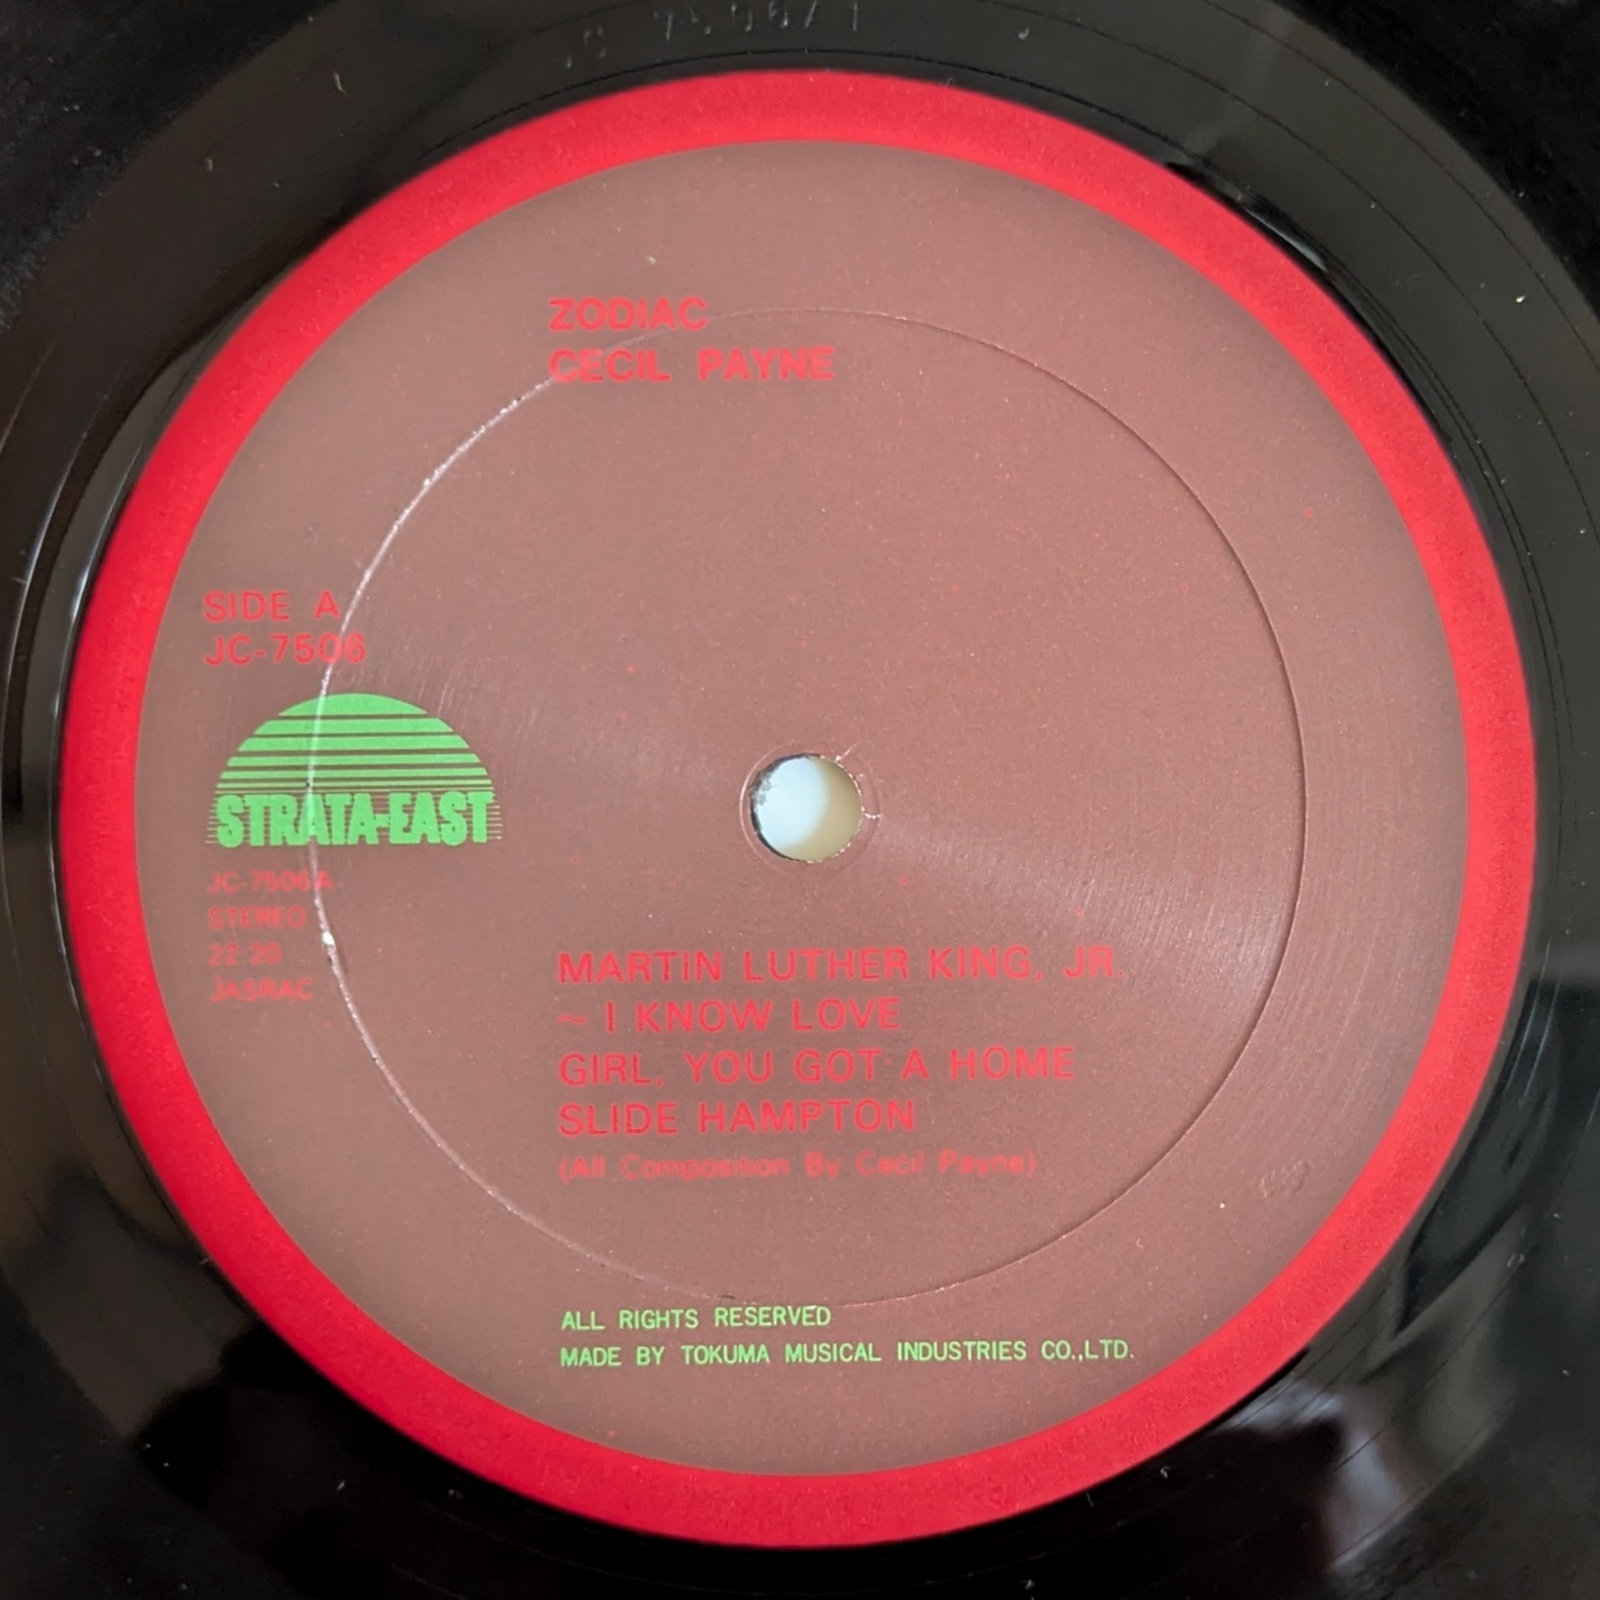 ZODIAC
CECIL PAYNE
SIDE A
JC-7506
STRATA-EAST
JC-7506A
STEREO
22:20
JASRAC
MARTIN LUTHER KING, JR.
~ I KNOW LOVE
GIRL, YOU GOT A HOME
SLIDE HAMPTON
(All Composition By Cecil Payne)
ALL RIGHTS RESERVED
MADE BY TOKUMA MUSICAL INDUSTRIES CO.,LTD.